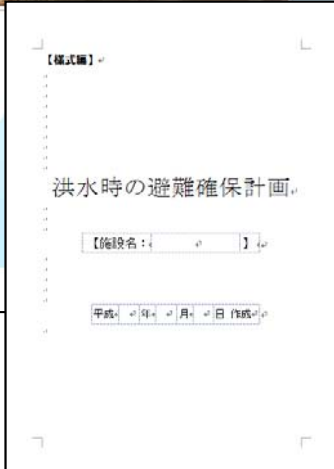 【様式編】
洪水時の避難確保計画
【施設名: 】
平成 年 月 日 作成